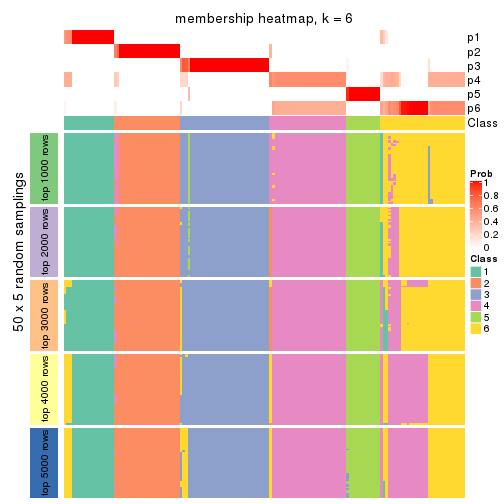 membership heatmap, k = 6
p1
p2
p3
p4
p5
p6
Class
50 x 5 random samplings
top 1000 rows
top 2000 rows
top 3000 rows
top 4000 rows
top 5000 rows
Prob
1
0.8
0.6
0.4
0.2
0
Class
1
2
3
4
5
6